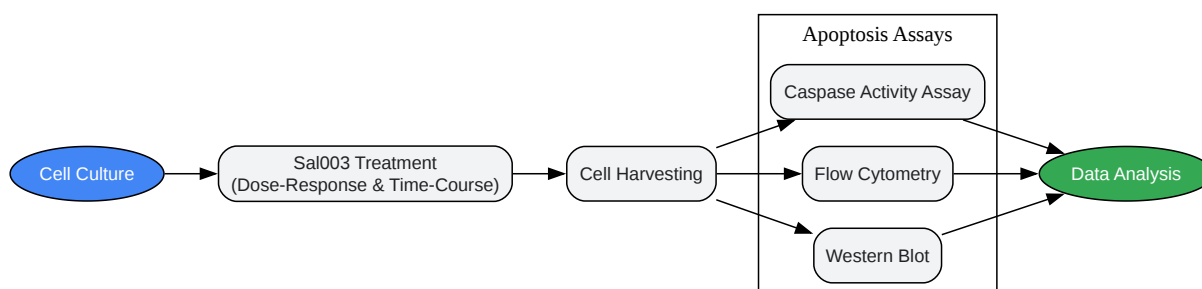 Apoptosis Assays
Caspase Activity Assay
Cell Culture
Sal003 Treatment
(Dose-Response & Time-Course)
Cell Harvesting
Flow Cytometry
Data Analysis
Western Blot